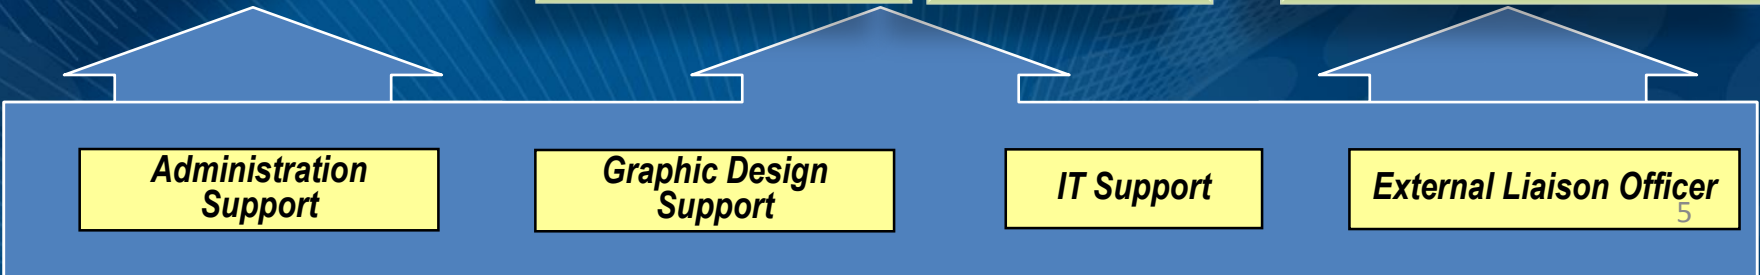 Administration
Support
Graphic Design
Support
IT Support
External Liaison Officer
5